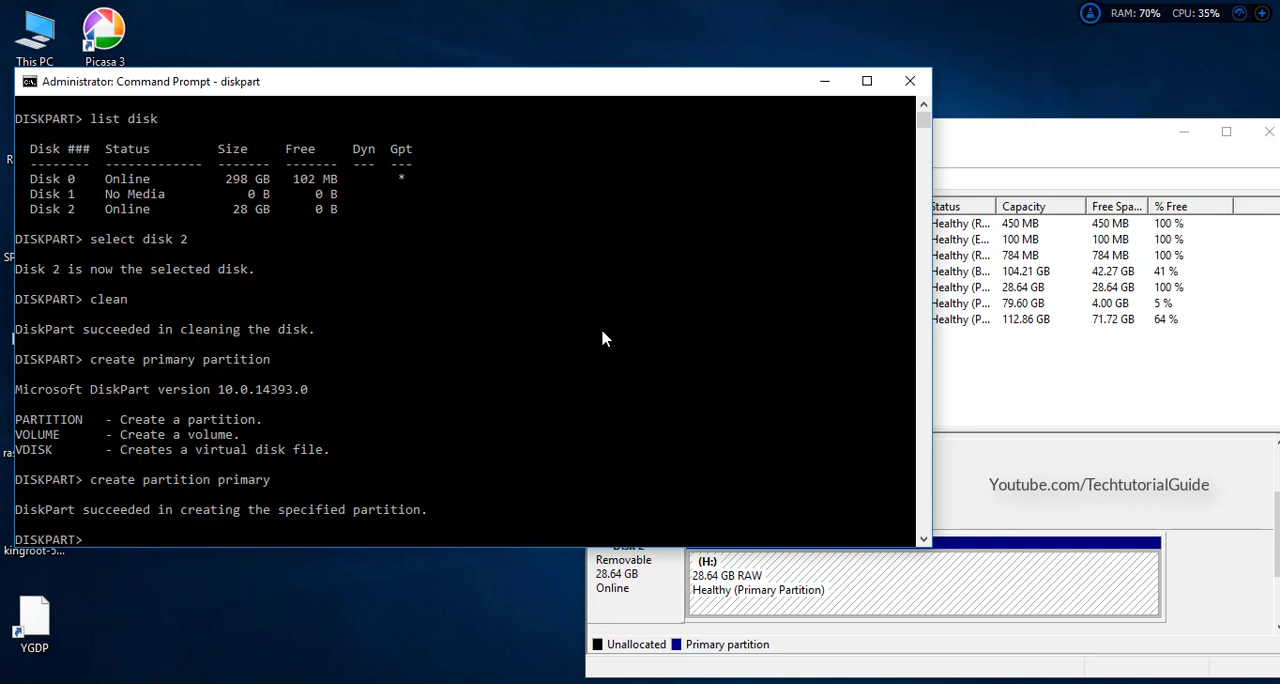 RAM: 70% CPU: 35%
This PC
Picasa 3
Administrator: Command Prompt - diskpart
DISKPART> list disk
Disk ### Status Size Free Dyn Gpt
-------- ------------- ------- ------- --- ---
Disk 0 Online 298 GB 102 MB *
Disk 1 No Media 0 B 0 B
Disk 2 Online 28 GB 0 B
DISKPART> select disk 2
Disk 2 is now the selected disk.
DISKPART> clean
DiskPart succeeded in cleaning the disk.
DISKPART> create primary partition
Microsoft DiskPart version 10.0.14393.0
PARTITION - Create a partition.
VOLUME - Create a volume.
VDISK - Creates a virtual disk file.
DISKPART> create partition primary
DiskPart succeeded in creating the specified partition.
DISKPART>
Status Capacity Free Spa... % Free
Healthy (R... 450 MB 450 MB 100 %
Healthy (E... 100 MB 100 MB 100 %
Healthy (R... 784 MB 784 MB 100 %
Healthy (B... 104.21 GB 42.27 GB 41 %
Healthy (P... 28.64 GB 28.64 GB 100 %
Healthy (P... 79.60 GB 4.00 GB 5 %
Healthy (P... 112.86 GB 71.72 GB 64 %
Youtube.com/TechtutorialGuide
Disk 2
Removable
28.64 GB
Online
(H:)
28.64 GB RAW
Healthy (Primary Partition)
Unallocated Primary partition
kingroot-5...
YGDP